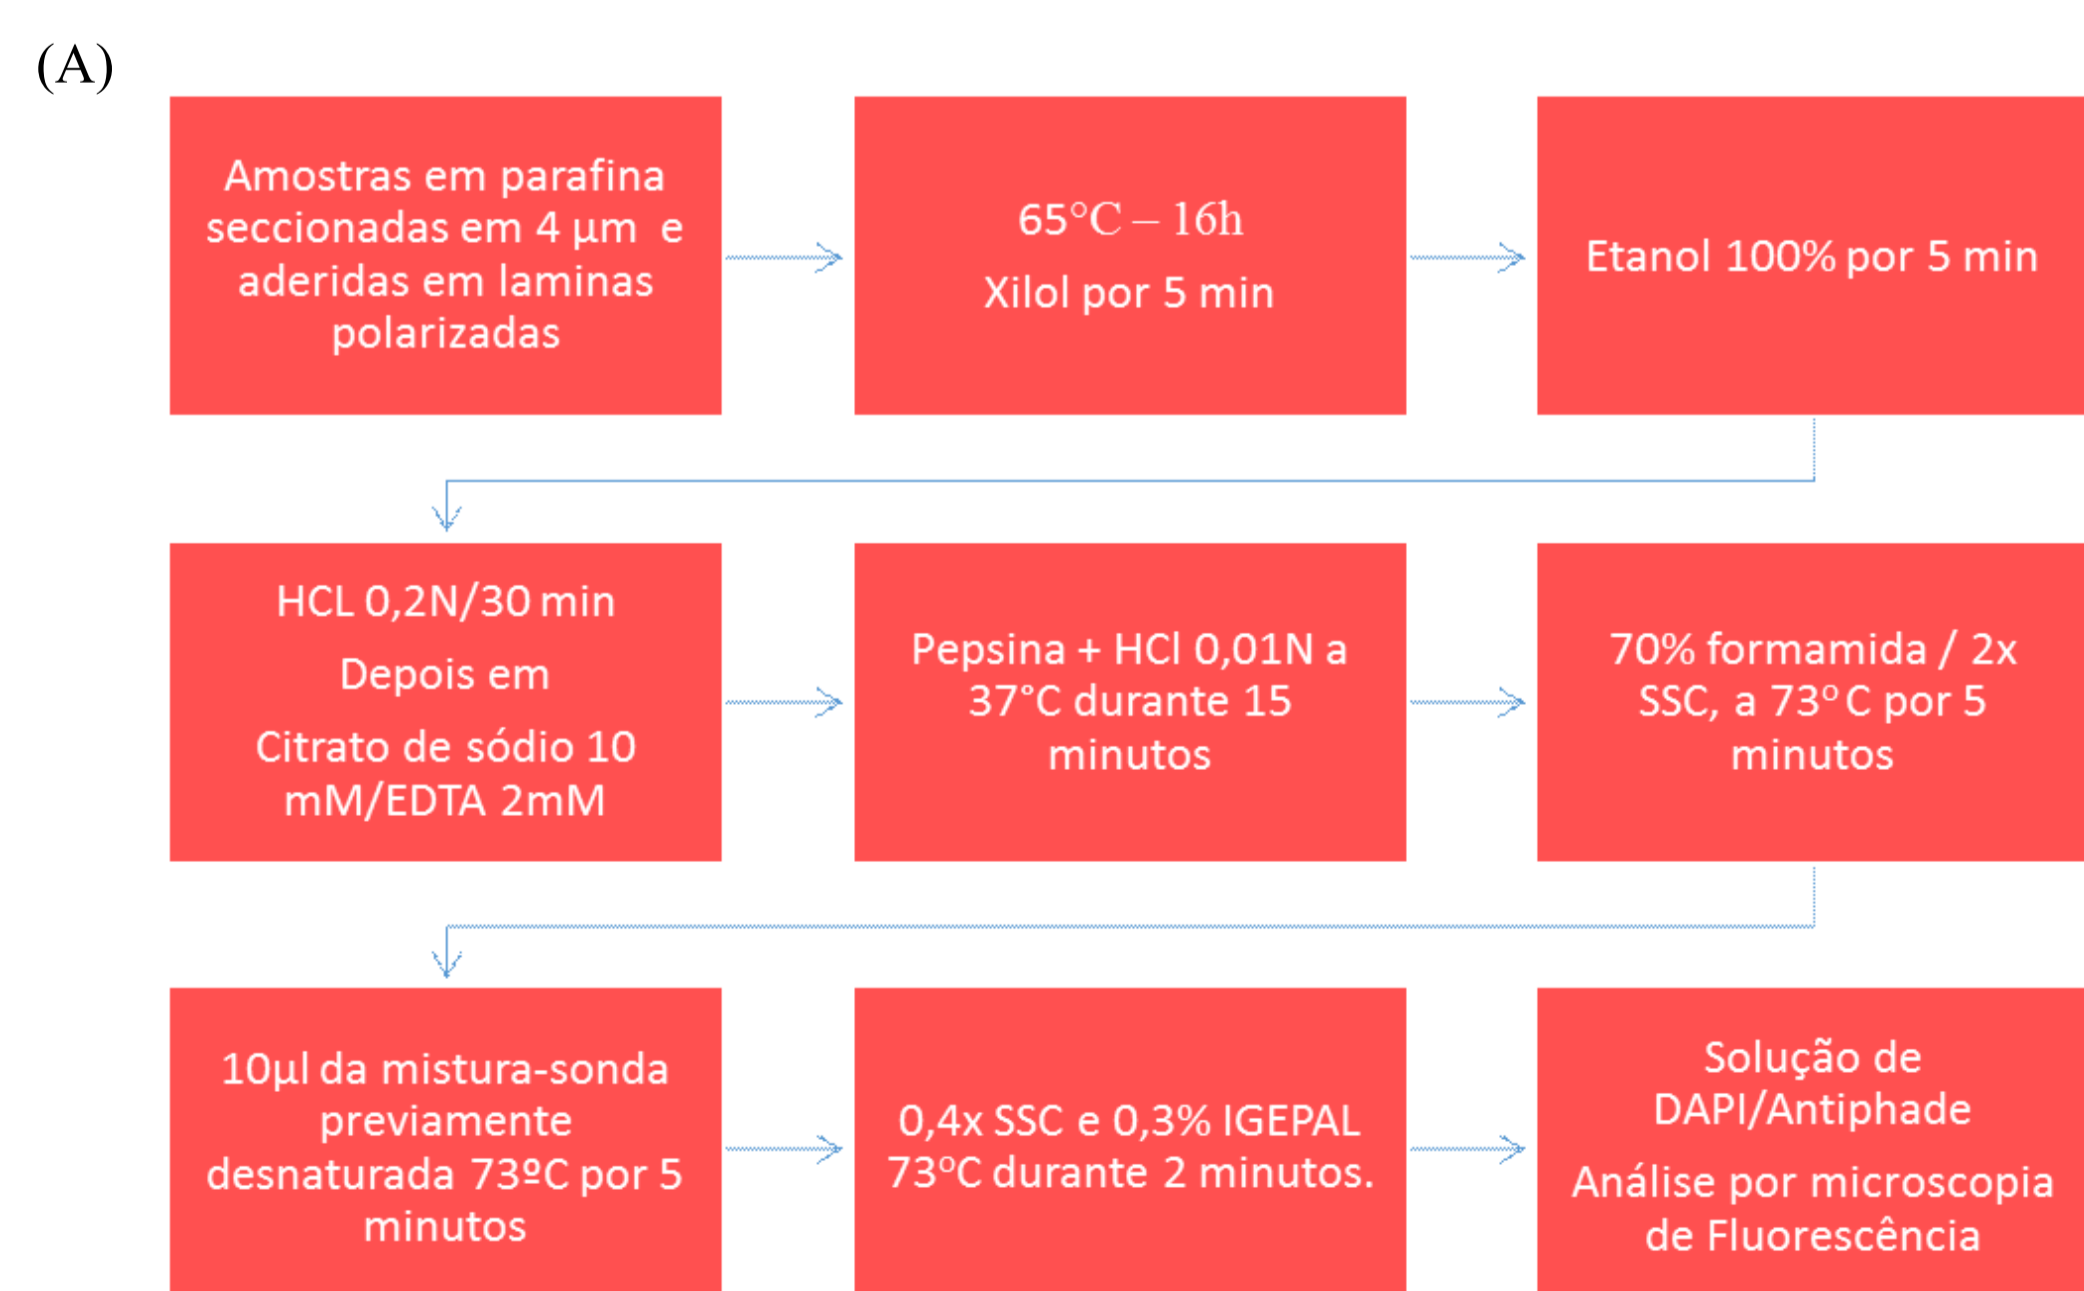 (A)
Amostras em parafina
seccionadas em 4 µm e
aderidas em laminas
polarizadas
65°C – 16h
Xilol por 5 min
Etanol 100% por 5 min
HCL 0,2N/30 min
Depois em
Citrato de sódio 10
mM/EDTA 2mM
Pepsina + HCl 0,01N a
37°C durante 15
minutos
70% formamida / 2x
SSC, a 73ºC por 5
minutos
10µl da mistura-sonda
previamente
desnaturada 73ºC por 5
minutos
0,4x SSC e 0,3% IGEPAL
73ºC durante 2 minutos.
Solução de
DAPI/Antiphade
Análise por microscopia
de Fluorescência